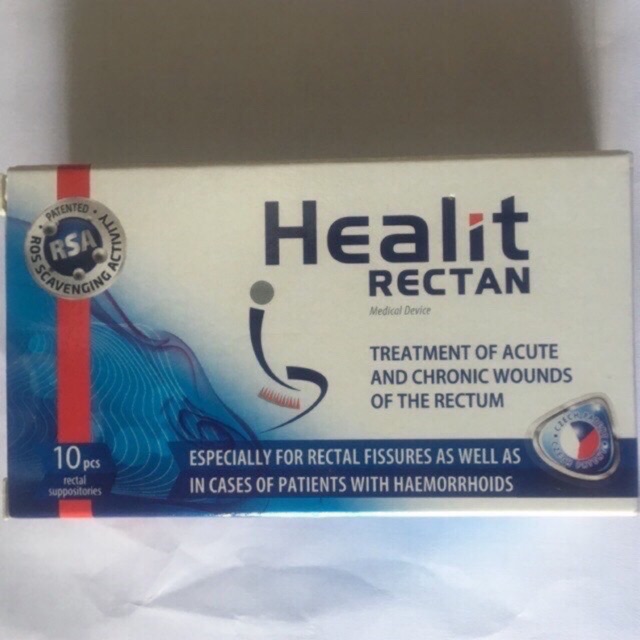 PATENTED
ROS SCAVENGING ACTIVITY
RSA
Healit
RECTAN
Medical Device
TREATMENT OF ACUTE
AND CHRONIC WOUNDS
OF THE RECTUM
10 pcs
rectal
suppositories
ESPECIALLY FOR RECTAL FISSURES AS WELL AS
IN CASES OF PATIENTS WITH HAEMORRHOIDS
CZECH